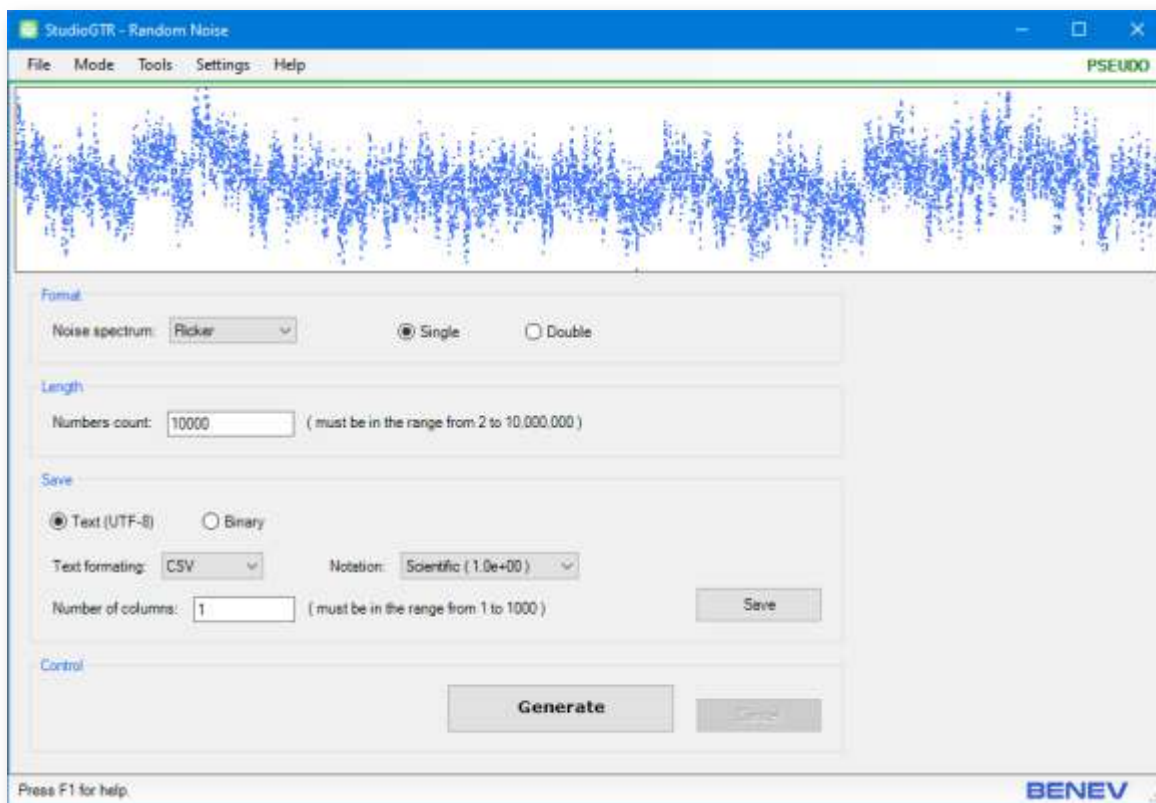 StudioGTR - Random Noise
File Mode Tools Settings Help PSEUDO
Format
Noise spectrum: Flicker Single Double
Length
Numbers count: 10000 ( must be in the range from 2 to 10,000,000 )
Save
Text (UTF-8) Binary
Text formating: CSV Notation: Scientific ( 1.0e+00 )
Number of columns: 1 ( must be in the range from 1 to 1000 ) Save
Control
Generate
Press F1 for help. BENEV